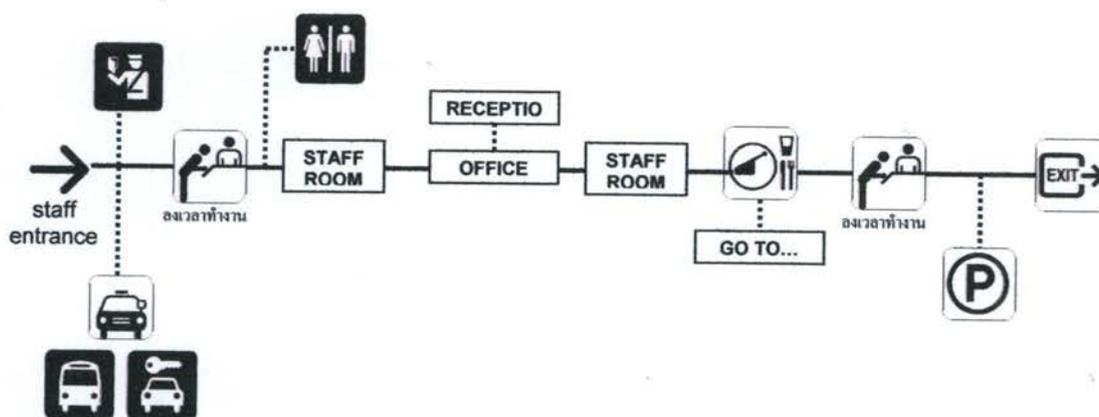 RECEPTIO
STAFF
ROOM
OFFICE
STAFF
ROOM
EXIT
staff
entrance
ลงเวลาทำงาน
GO TO...
ลงเวลาทำงาน
P